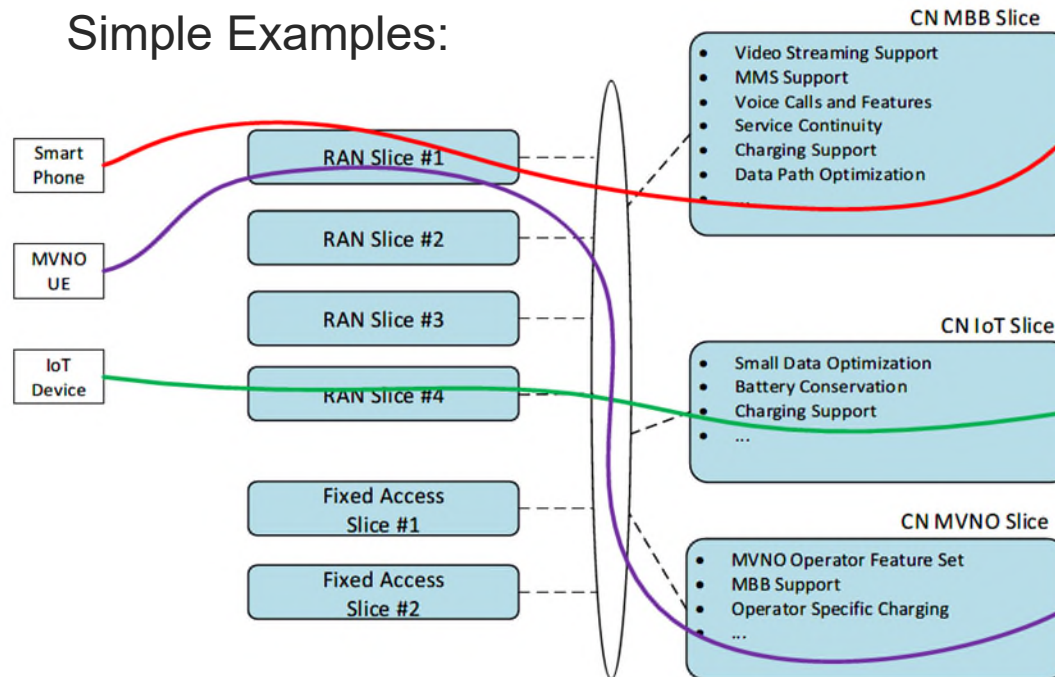 Simple Examples:
Smart
Phone
MVNO
UE
IoT
Device
RAN Slice #1
RAN Slice #2
RAN Slice #3
RAN Slice #4
Fixed Access
Slice #1
Fixed Access
Slice #2
CN MBB Slice
• Video Streaming Support
• MMS Support
• Voice Calls and Features
• Service Continuity
• Charging Support
• Data Path Optimization
• ...
CN IoT Slice
• Small Data Optimization
• Battery Conservation
• Charging Support
• ...
CN MVNO Slice
• MVNO Operator Feature Set
• MBB Support
• Operator Specific Charging
• ...